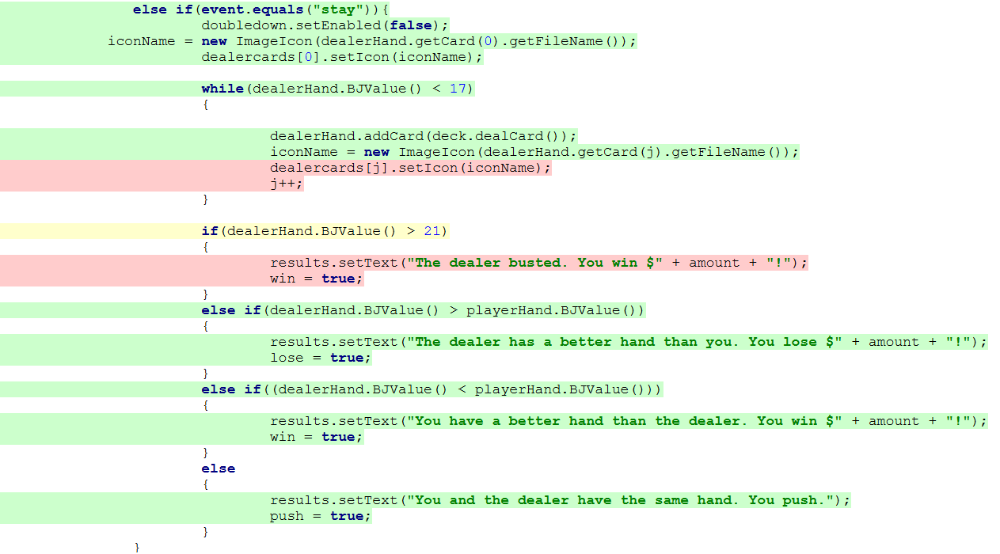 else if(event.equals("stay")){
doubledown.setEnabled(false);
iconName = new ImageIcon(dealerHand.getCard(0).getFileName());
dealercards[0].setIcon(iconName);
while(dealerHand.BJValue() < 17)
{
dealerHand.addCard(deck.dealCard());
iconName = new ImageIcon(dealerHand.getCard(j).getFileName());
dealercards[j].setIcon(iconName);
j++;
}
if(dealerHand.BJValue() > 21)
{
results.setText("The dealer busted. You win $" + amount + "!");
win = true;
}
else if(dealerHand.BJValue() > playerHand.BJValue())
{
results.setText("The dealer has a better hand than you. You lose $" + amount + "!");
lose = true;
}
else if((dealerHand.BJValue() < playerHand.BJValue()))
{
results.setText("You have a better hand than the dealer. You win $" + amount + "!");
win = true;
}
else
{
results.setText("You and the dealer have the same hand. You push.");
push = true;
}
}